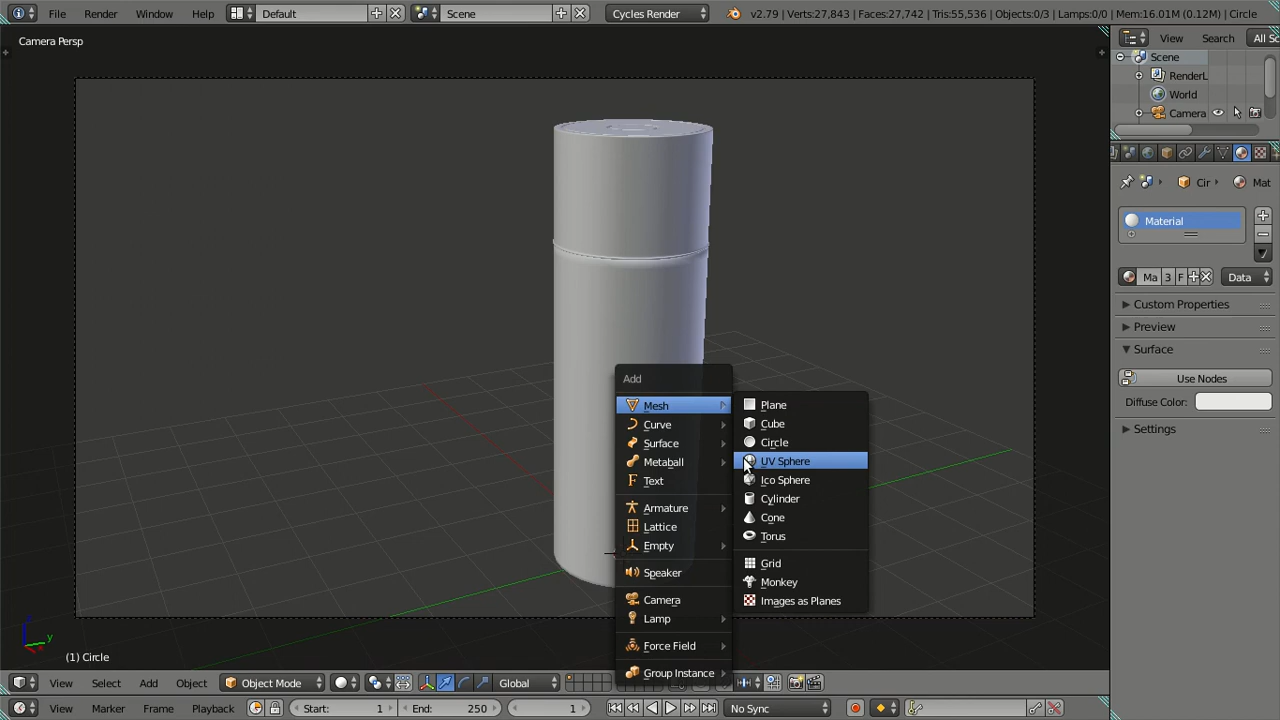 File Render Window Help Default Scene Cycles Render v2.79 | Verts:27,843 | Faces:27,742 | Tris:55,536 | Objects:0/3 | Lamps:0/0 | Mem:16.01M (0.12M) | Circle
Camera Persp
View Search All Sc
Scene
RenderL
World
Camera
Cir Mat
Material
Ma 3 F Data
Custom Properties
Preview
Surface
Use Nodes
Diffuse Color:
Settings
Add
Mesh
Curve
Surface
Metaball
Text
Armature
Lattice
Empty
Speaker
Camera
Lamp
Force Field
Group Instance
Plane
Cube
Circle
UV Sphere
Ico Sphere
Cylinder
Cone
Torus
Grid
Monkey
Images as Planes
z
y
(1) Circle
View Select Add Object Object Mode Global
View Marker Frame Playback Start: 1 End: 250 1 No Sync